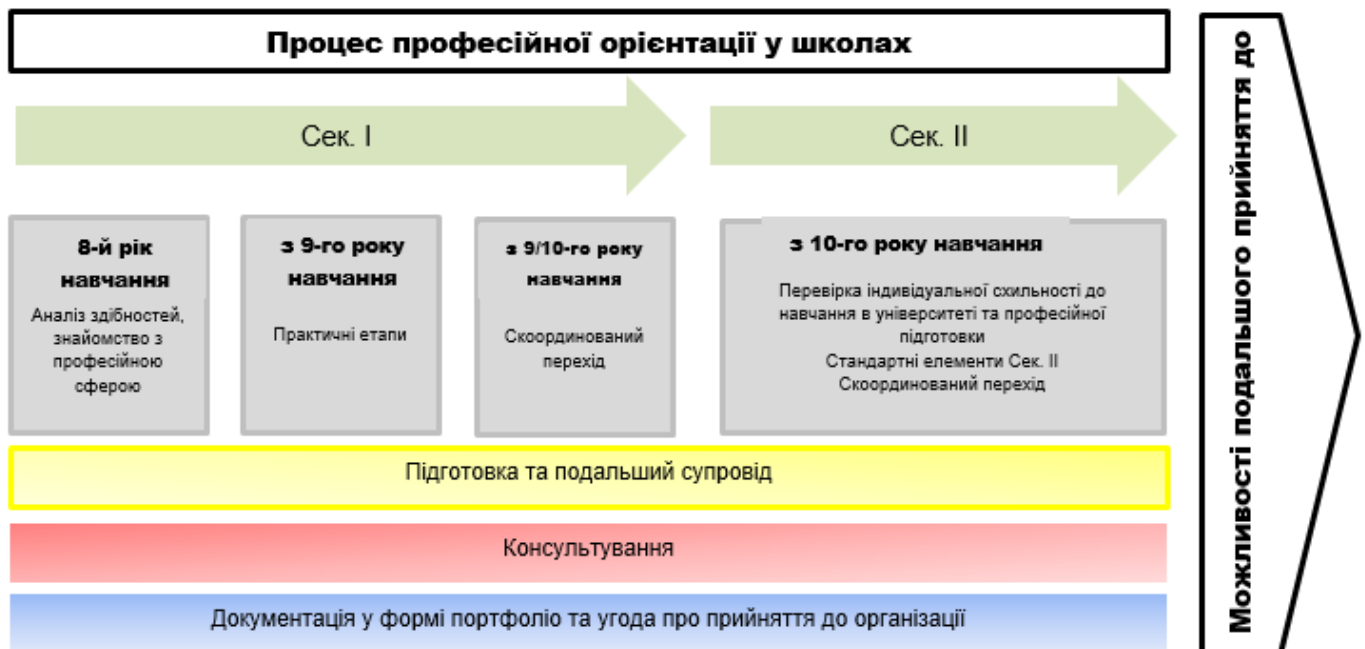 Процес професійної орієнтації у школах
Сек. I
Сек. II
8-й рік
навчання
Аналіз здібностей,
знайомство з
професійною
сферою
з 9-го року
навчання
Практичні етапи
з 9/10-го року
навчання
Скоординований
перехід
з 10-го року навчання
Перевірка індивідуальної схильності до
навчання в університеті та професійної
підготовки
Стандартні елементи Сек. II
Скоординований перехід
Підготовка та подальший супровід
Консультування
Документація у формі портфоліо та угода про прийняття до організації
Можливості подальшого прийняття до